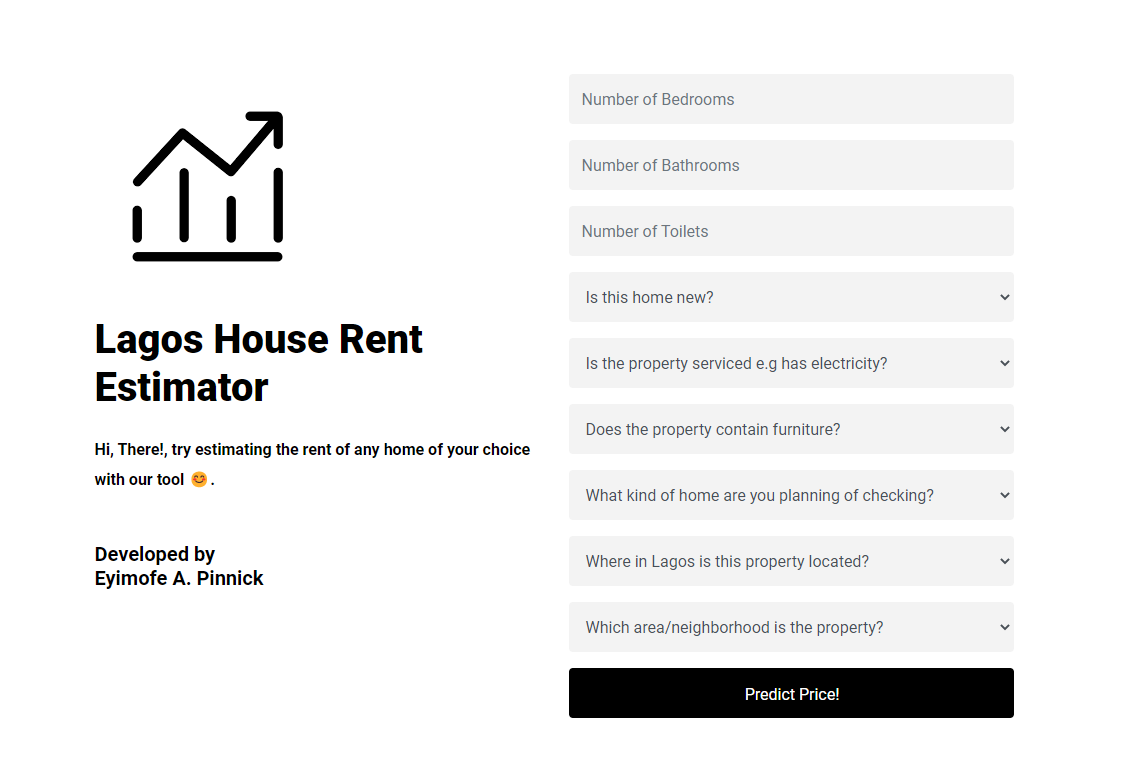 Lagos House Rent
Estimator
Hi, There!, try estimating the rent of any home of your choice
with our tool 😊.
Developed by
Eyimofe A. Pinnick
Number of Bedrooms
Number of Bathrooms
Number of Toilets
Is this home new?
Is the property serviced e.g has electricity?
Does the property contain furniture?
What kind of home are you planning of checking?
Where in Lagos is this property located?
Which area/neighborhood is the property?
Predict Price!